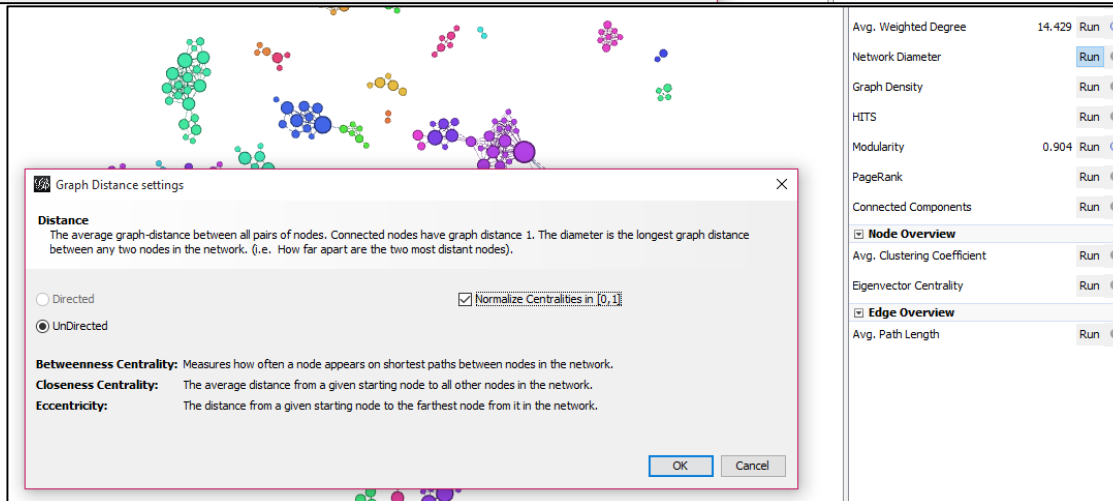 Avg. Weighted Degree 14.429 Run
Network Diameter Run
Graph Density Run
HITS Run
Modularity 0.904 Run
PageRank Run
Connected Components Run
Node Overview
Avg. Clustering Coefficient Run
Eigenvector Centrality Run
Edge Overview
Avg. Path Length Run
Graph Distance settings
Distance
The average graph-distance between all pairs of nodes. Connected nodes have graph distance 1. The diameter is the longest graph distance
between any two nodes in the network. (i.e. How far apart are the two most distant nodes).
Directed
Normalize Centralities in [0,1]
UnDirected
Betweenness Centrality: Measures how often a node appears on shortest paths between nodes in the network.
Closeness Centrality: The average distance from a given starting node to all other nodes in the network.
Eccentricity: The distance from a given starting node to the farthest node from it in the network.
OK Cancel